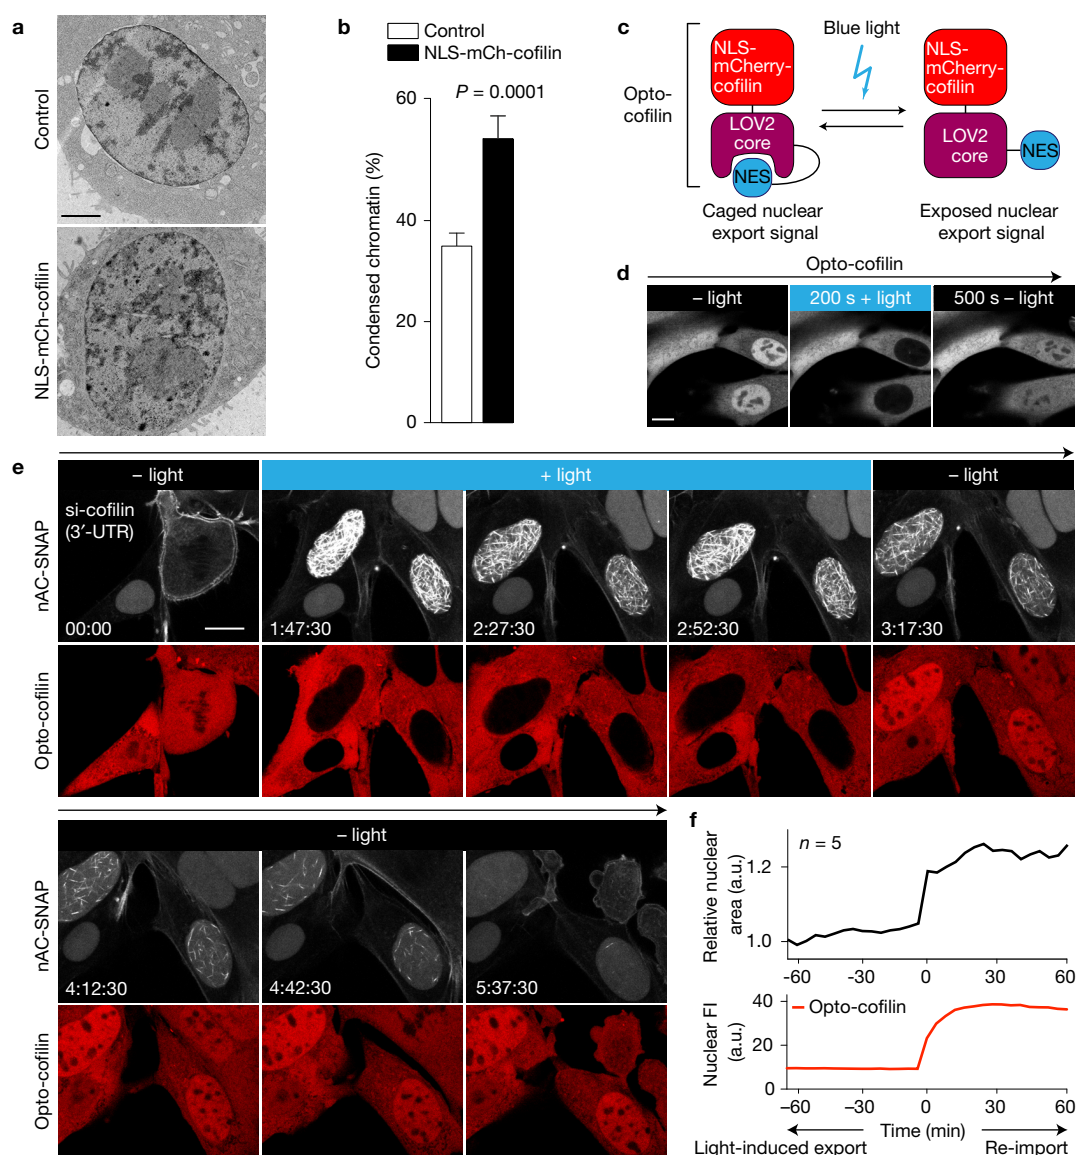 a
Control
NLS-mCh-cofilin
b
Control
NLS-mCh-cofilin
P = 0.0001
Condensed chromatin (%)
60
40
20
0
c
Opto-
cofilin
NLS-
mCherry-
cofilin
LOV2
core
NES
Caged nuclear
export signal
Blue light
NLS-
mCherry-
cofilin
LOV2
core
NES
Exposed nuclear
export signal
d
Opto-cofilin
– light
200 s + light
500 s – light
e
– light
+ light
– light
nAC-SNAP
si-cofilin
(3′-UTR)
00:00
1:47:30
2:27:30
2:52:30
3:17:30
Opto-cofilin
– light
nAC-SNAP
4:12:30
4:42:30
5:37:30
Opto-cofilin
f
n = 5
Relative nuclear
area (a.u.)
1.2
1.0
-60
-30
0
30
60
Opto-cofilin
Nuclear FI
(a.u.)
40
20
0
–60
–30
0
30
60
Time (min)
Light-induced export
Re-import